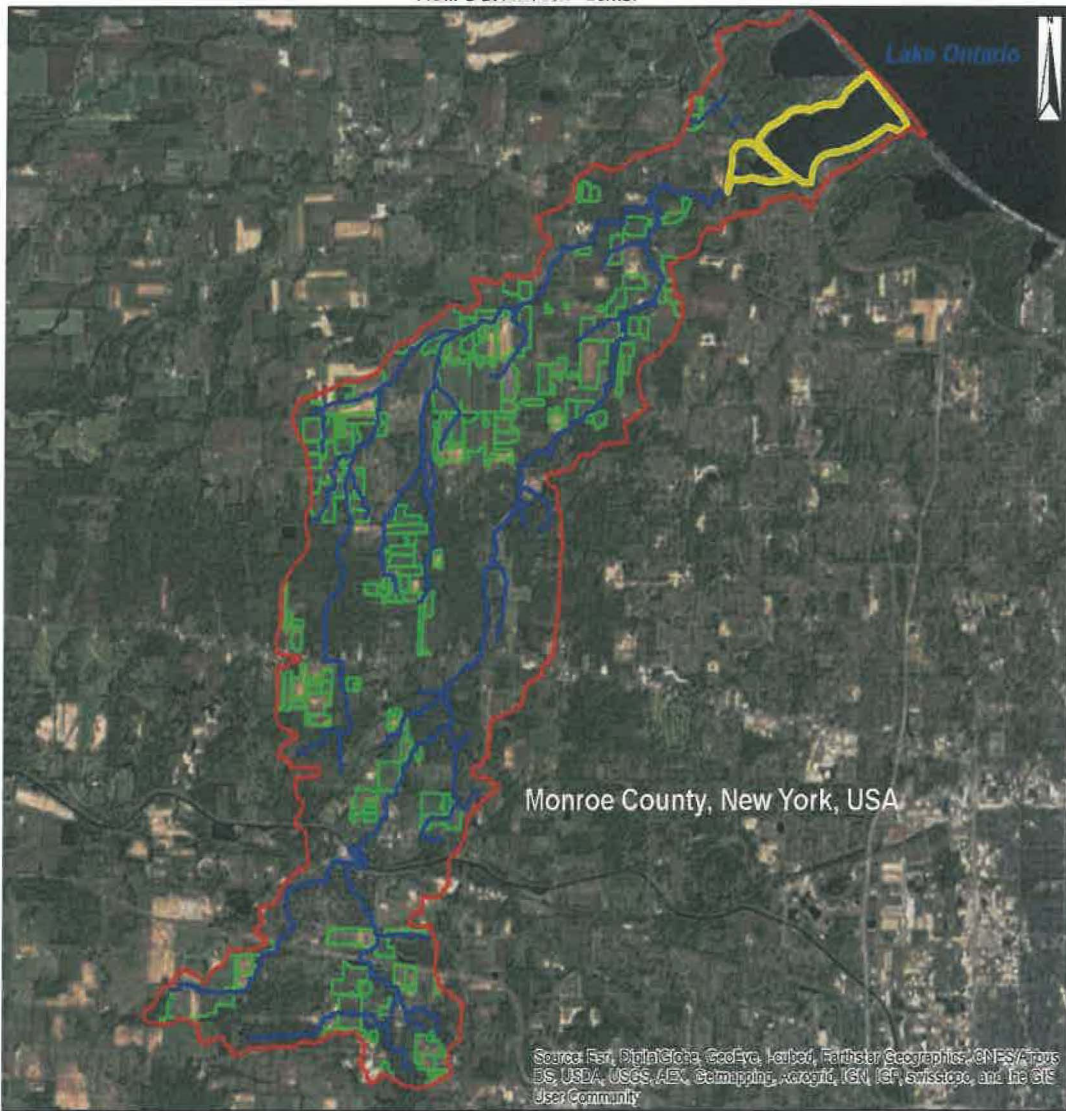 Lake Ontario
N
Monroe County, New York, USA
Source: Esri, DigitalGlobe, GeoEye, i-cubed, Earthstar Geographics, CNES/Airbus
DS, USDA, USGS, AEX, Getmapping, Aerogrid, IGN, IGP, swisstopo, and the GIS
User Community